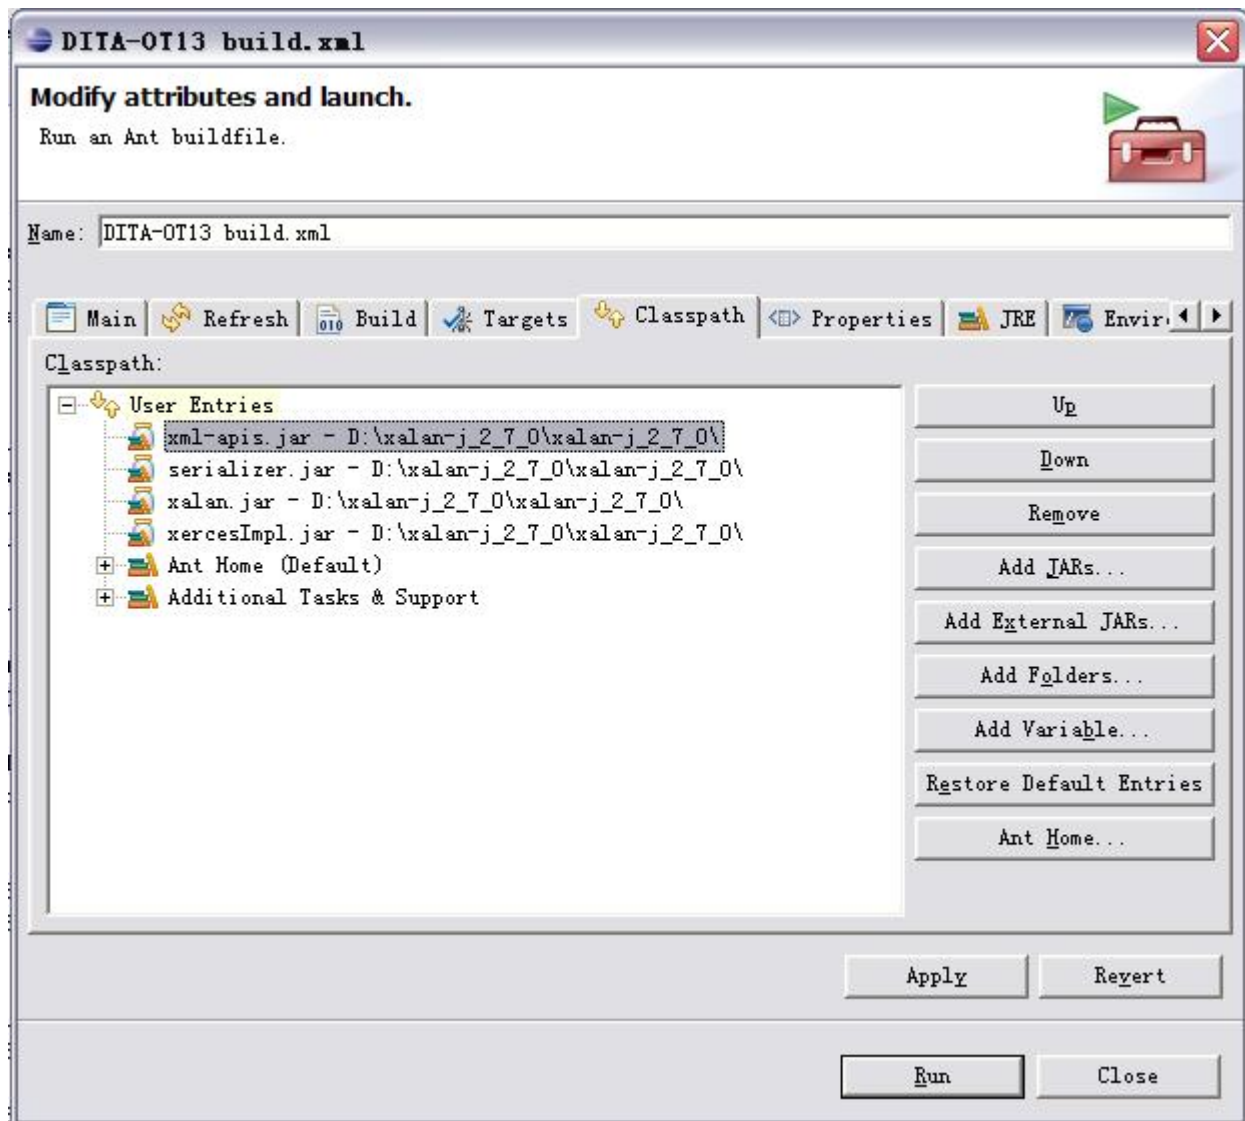 DITA-OT13 build.xml
Modify attributes and launch.
Run an Ant buildfile.
Name: DITA-OT13 build.xml
Main Refresh Build Targets Classpath Properties JRE Envir
Classpath:
User Entries
xml-apis.jar - D:\xalan-j_2_7_0\xalan-j_2_7_0\
serializer.jar - D:\xalan-j_2_7_0\xalan-j_2_7_0\
xalan.jar - D:\xalan-j_2_7_0\xalan-j_2_7_0\
xercesImpl.jar - D:\xalan-j_2_7_0\xalan-j_2_7_0\
Ant Home (Default)
Additional Tasks & Support
Up
Down
Remove
Add JARs...
Add External JARs...
Add Folders...
Add Variable...
Restore Default Entries
Ant Home...
Apply Revert
Run Close